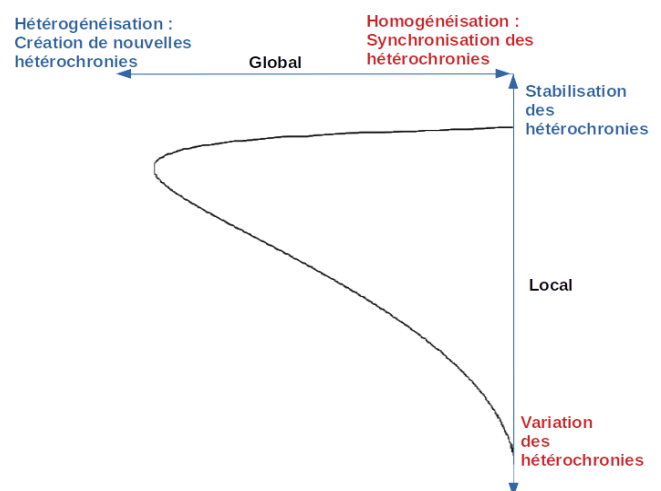 Hétérogénéisation :
Création de nouvelles
hétérochronies
Global
Homogénéisation :
Synchronisation des
hétérochronies
Stabilisation
des
hétérochronies
Local
Variation
des
hétérochronies